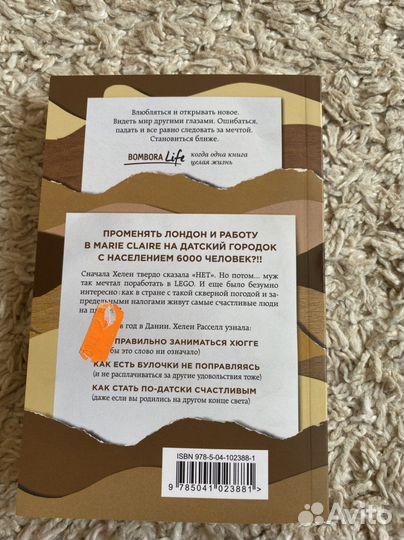 Влюбляться и открывать новое.
Видеть мир другими глазами. Ошибаться,
падать и все равно следовать за мечтой.
Становиться ближе.
BOMBORA Life когда одна книга
целая жизнь
ПРОМЕНЯТЬ ЛОНДОН И РАБОТУ
В MARIE CLAIRE НА ДАТСКИЙ ГОРОДОК
С НАСЕЛЕНИЕМ 6000 ЧЕЛОВЕК?!!
Сначала Хелен твердо сказала «НЕТ». Но потом... муж
так мечтал поработать в LEGO. И еще было безумно
интересно: как в стране с такой скверной погодой и за-
предельными налогами живут самые счастливые люди
на пл
в год в Дании. Хелен Расселл узнала:
ПРАВИЛЬНО ЗАНИМАТЬСЯ ХЮГГЕ
бы это слово ни означало)
КАК ЕСТЬ БУЛОЧКИ НЕ ПОПРАВЛЯЯСЬ
(и не расплачиваться за другие удовольствия тоже)
КАК СТАТЬ ПО-ДАТСКИ СЧАСТЛИВЫМ
(даже если вы родились на другом конце света)
ISBN 978-5-04-102388-1
9 785041 023881 >
Avito